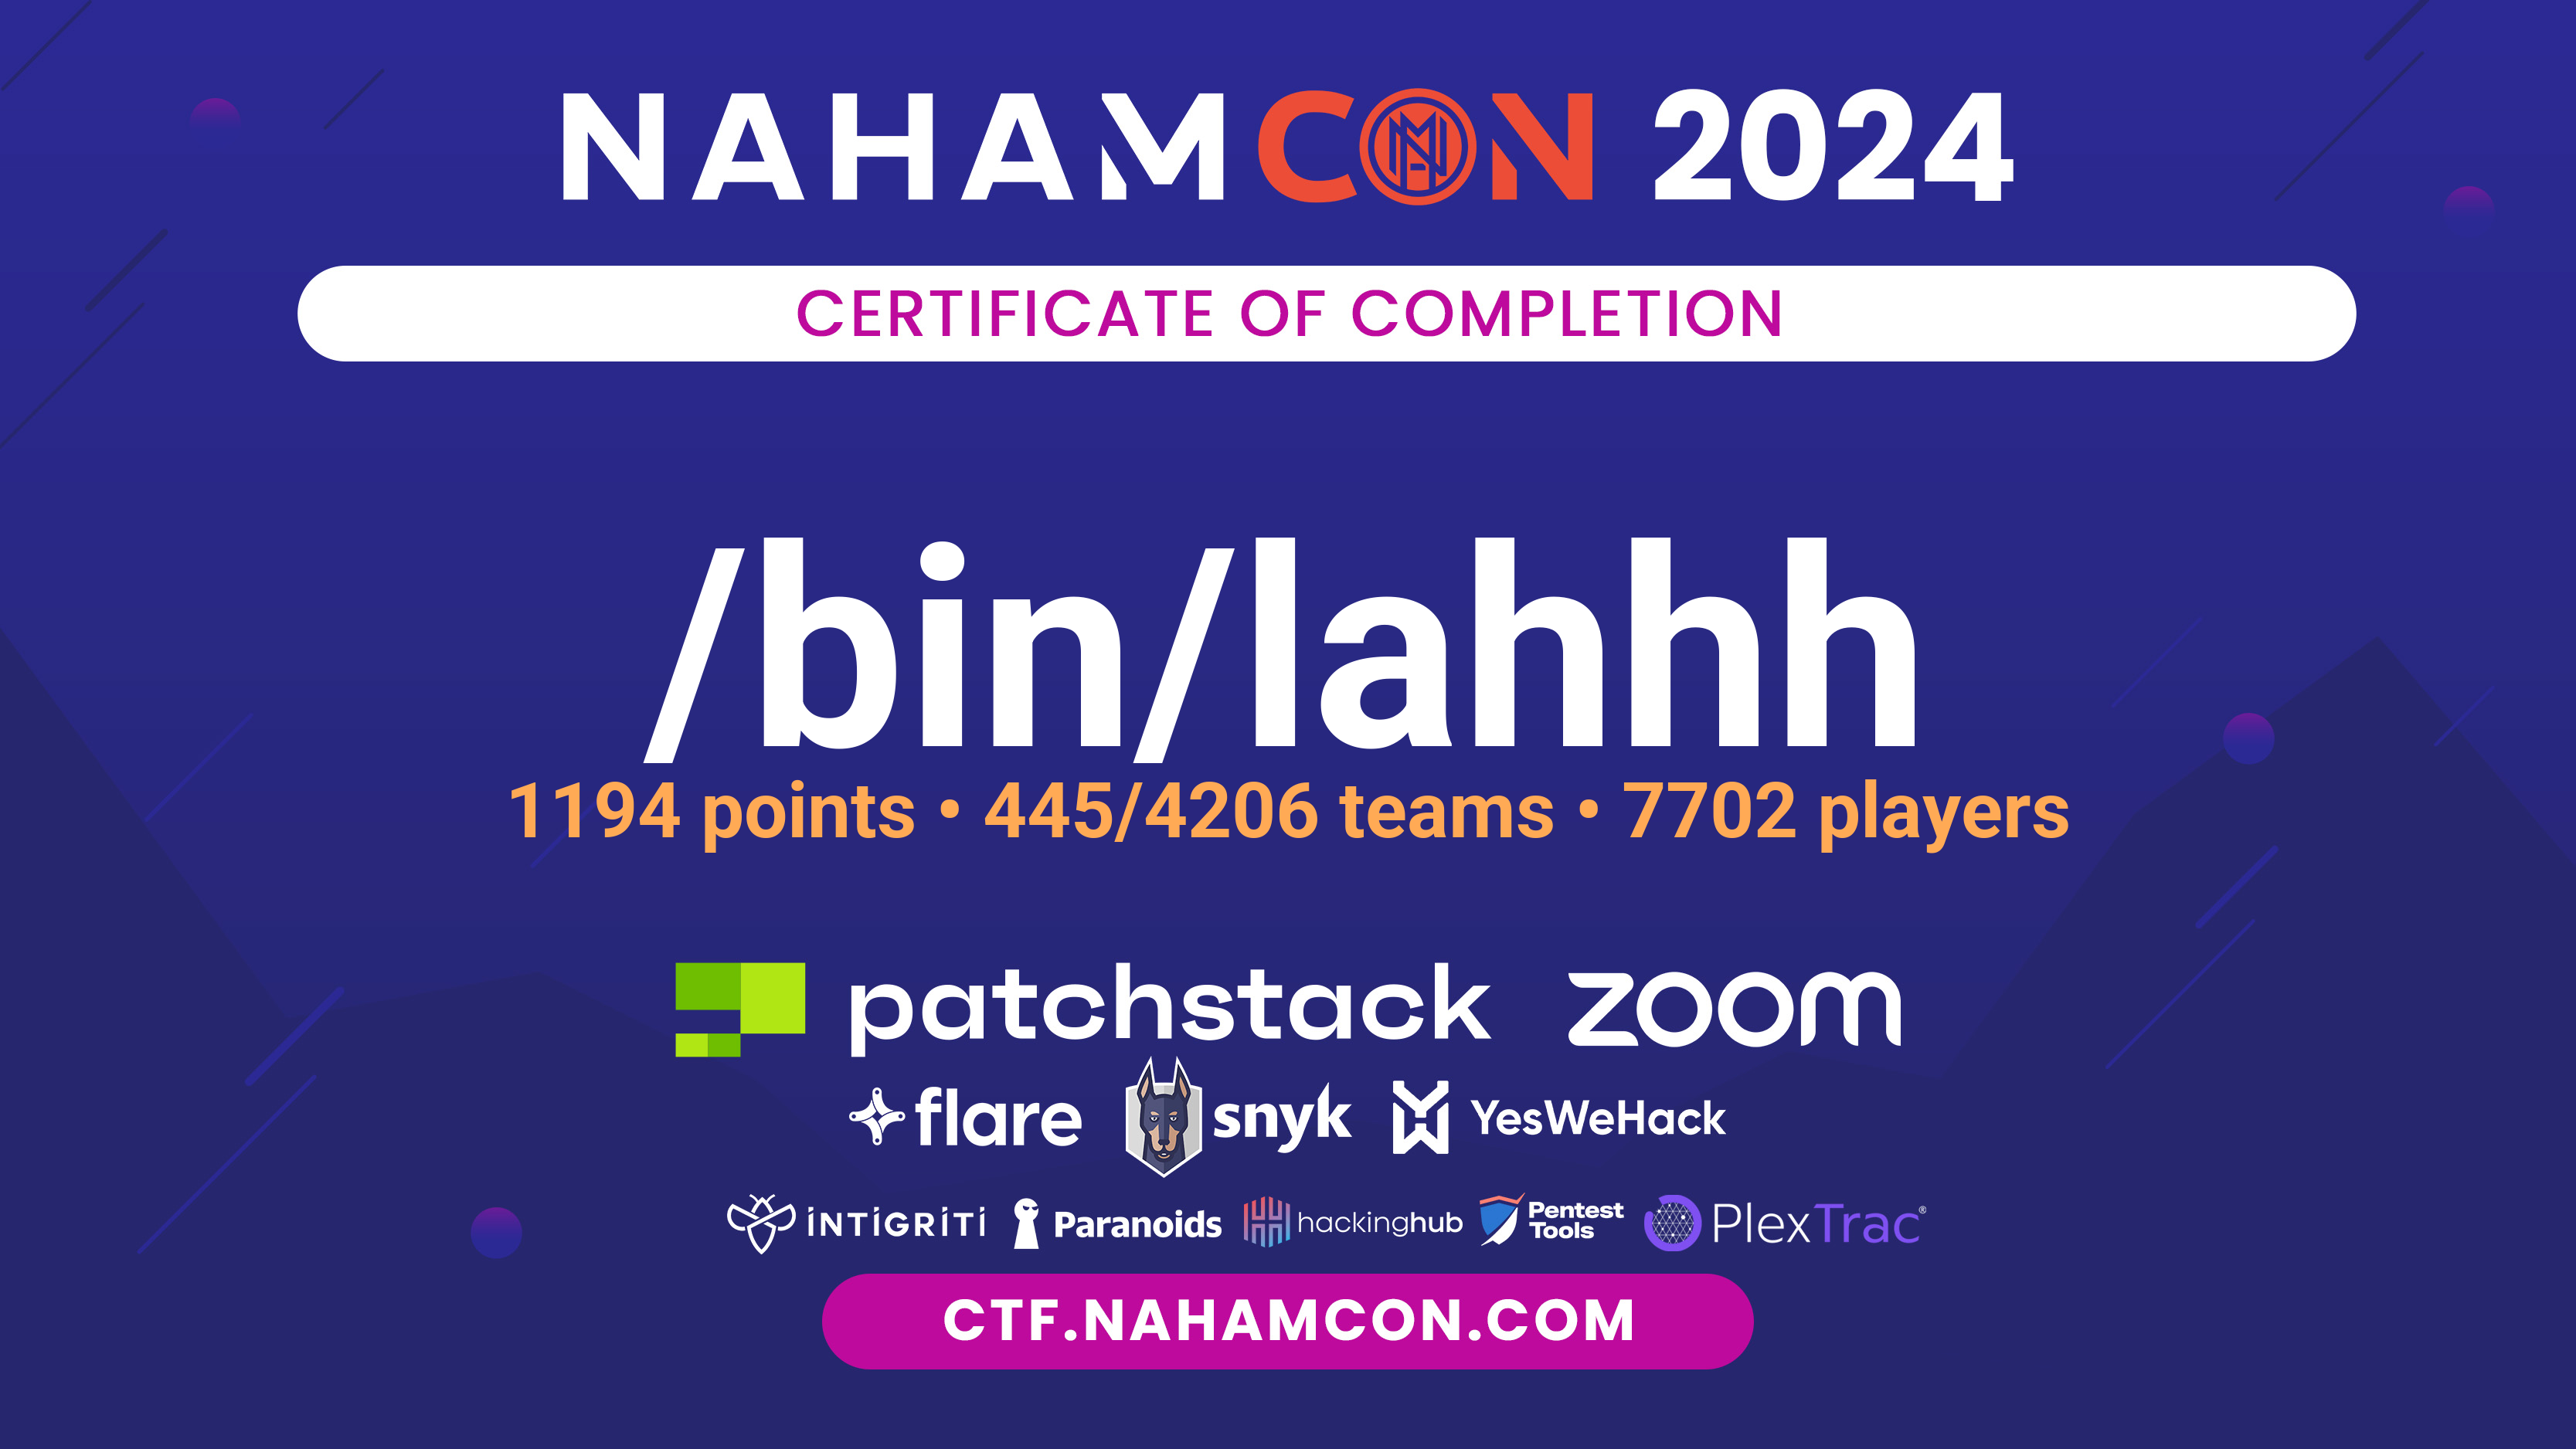 NAHAMCON 2024
CERTIFICATE OF COMPLETION
/bin/lahhh
1194 points • 445/4206 teams • 7702 players
patchstack zoom
flare snyk YesWeHack
INTIGRITI Paranoids hackinghub Pentest Tools PlexTrac®
CTF.NAHAMCON.COM